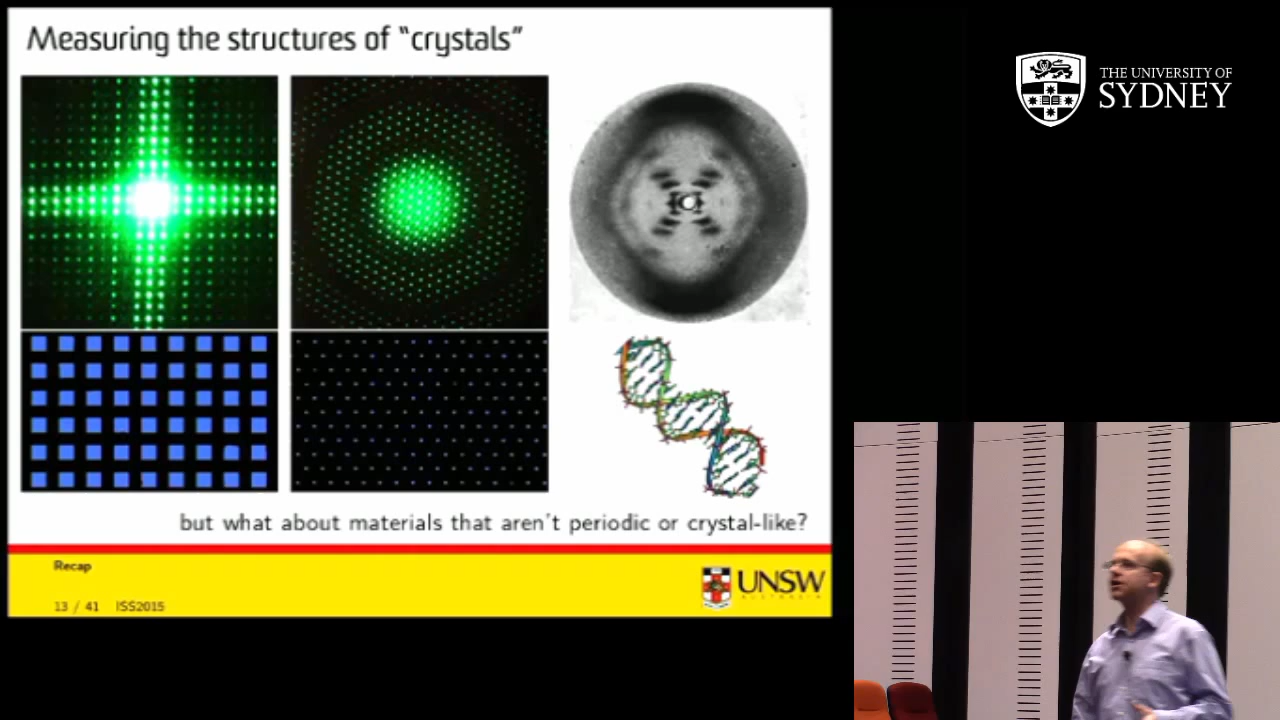 Measuring the structures of "crystals"
THE UNIVERSITY OF
SYDNEY
but what about materials that aren't periodic or crystal-like?
Recap
UNSW
AUSTRALIA
13 / 41 ISS2015